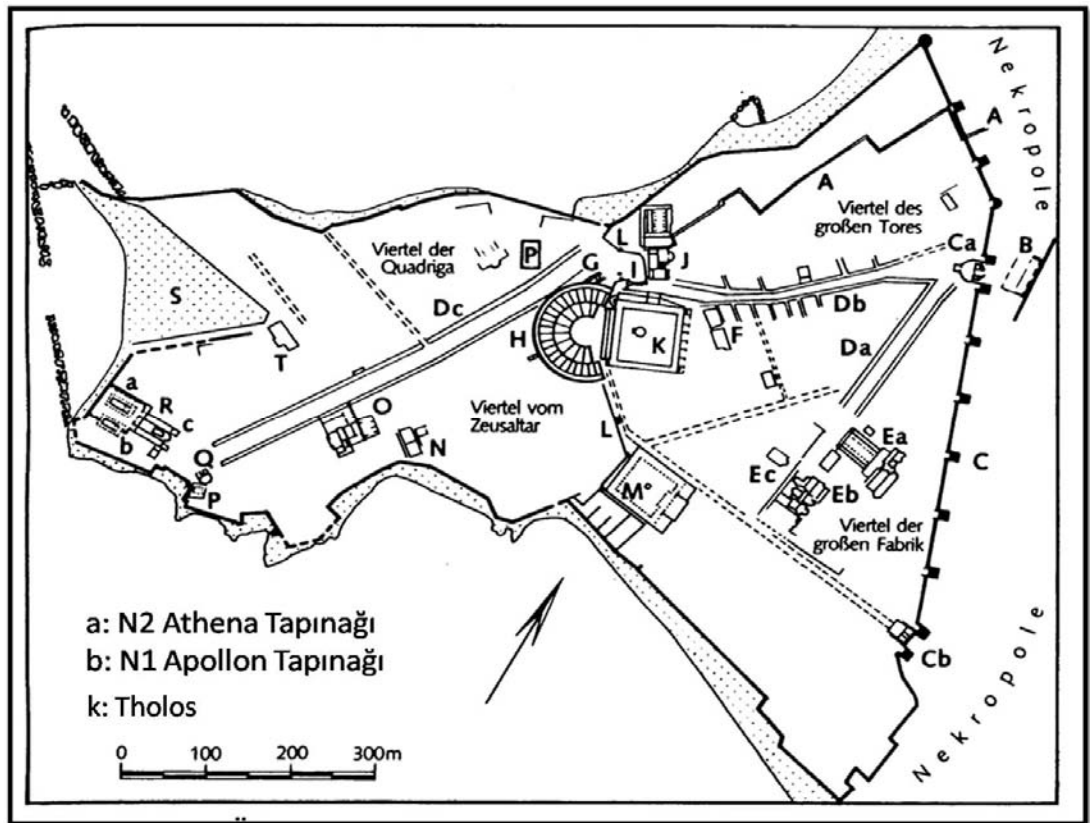 Nekropole
A
A
Viertel des
großen Tores
Viertel der
Quadriga
P
L
J
Ca
B
G
I
S
Dc
Db
H
K
F
Da
T
a
R
c
b
O
Viertel vom
Zeusaltar
L
N
Ea
Ec
Eb
C
Q
P
M°
Viertel der
großen Fabrik
a: N2 Athena Tapınağı
b: N1 Apollon Tapınağı
k: Tholos
Cb
Nekropole
0 100 200 300m